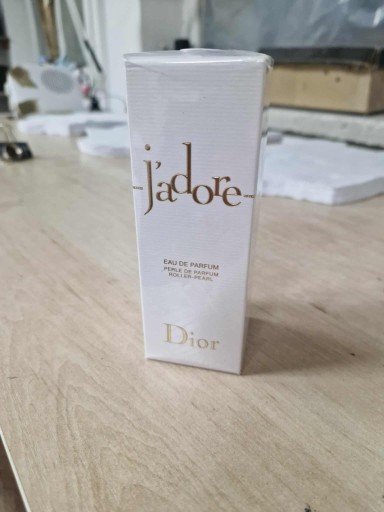 j'adore
EAU DE PARFUM
PERLE DE PARFUM
ROLLER-PEARL
Dior